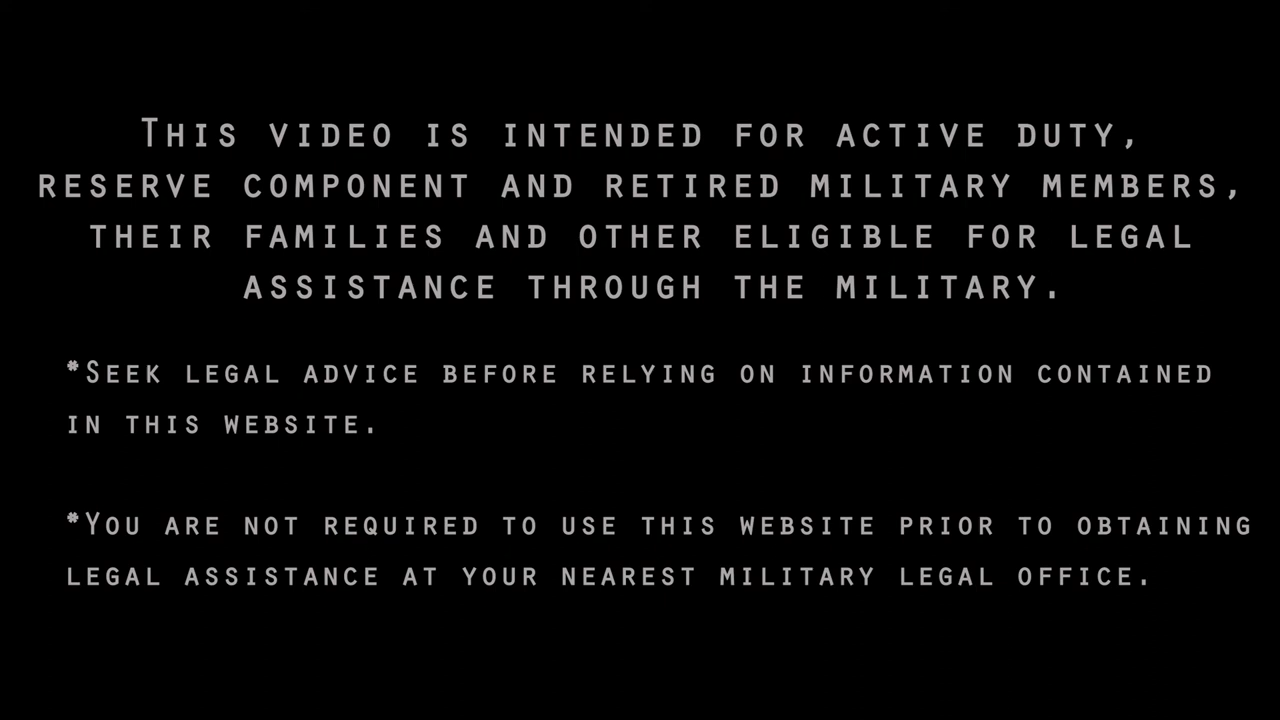 This video is intended for active duty,
reserve component and retired military members,
their families and other eligible for legal
assistance through the military.
*Seek legal advice before relying on information contained
in this website.
*You are not required to use this website prior to obtaining
legal assistance at your nearest military legal office.